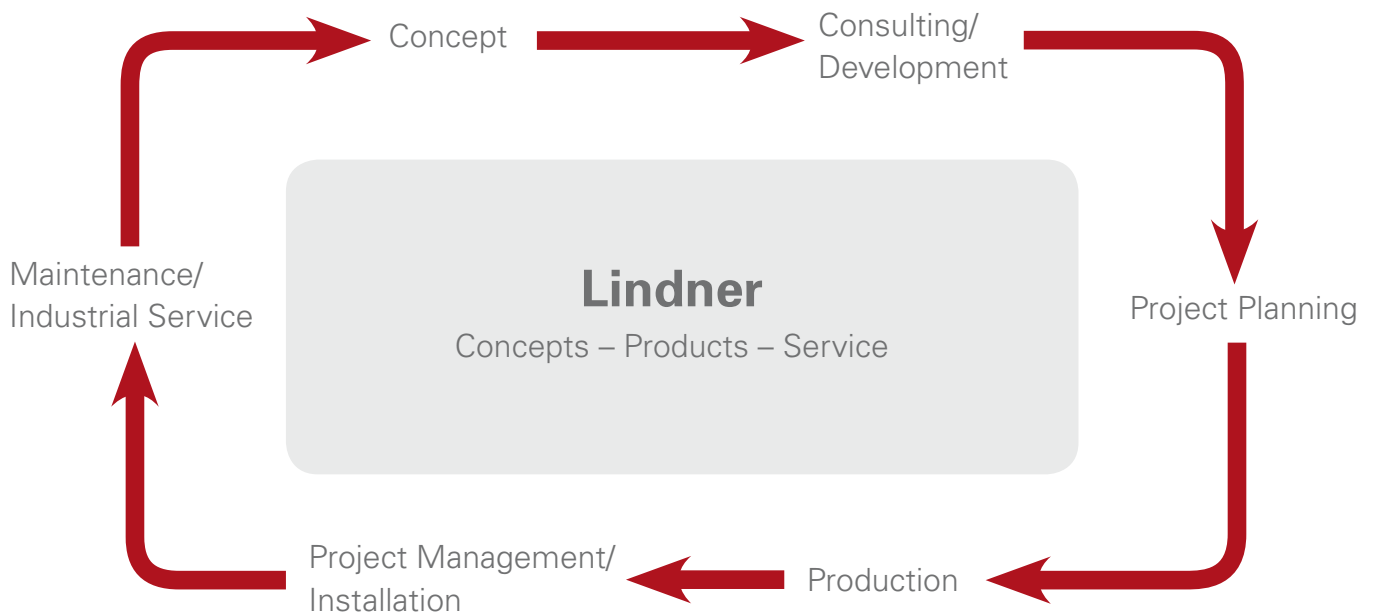 Concept
Consulting/
Development
Project Planning
Production
Project Management/
Installation
Maintenance/
Industrial Service
Lindner
Concepts – Products – Service